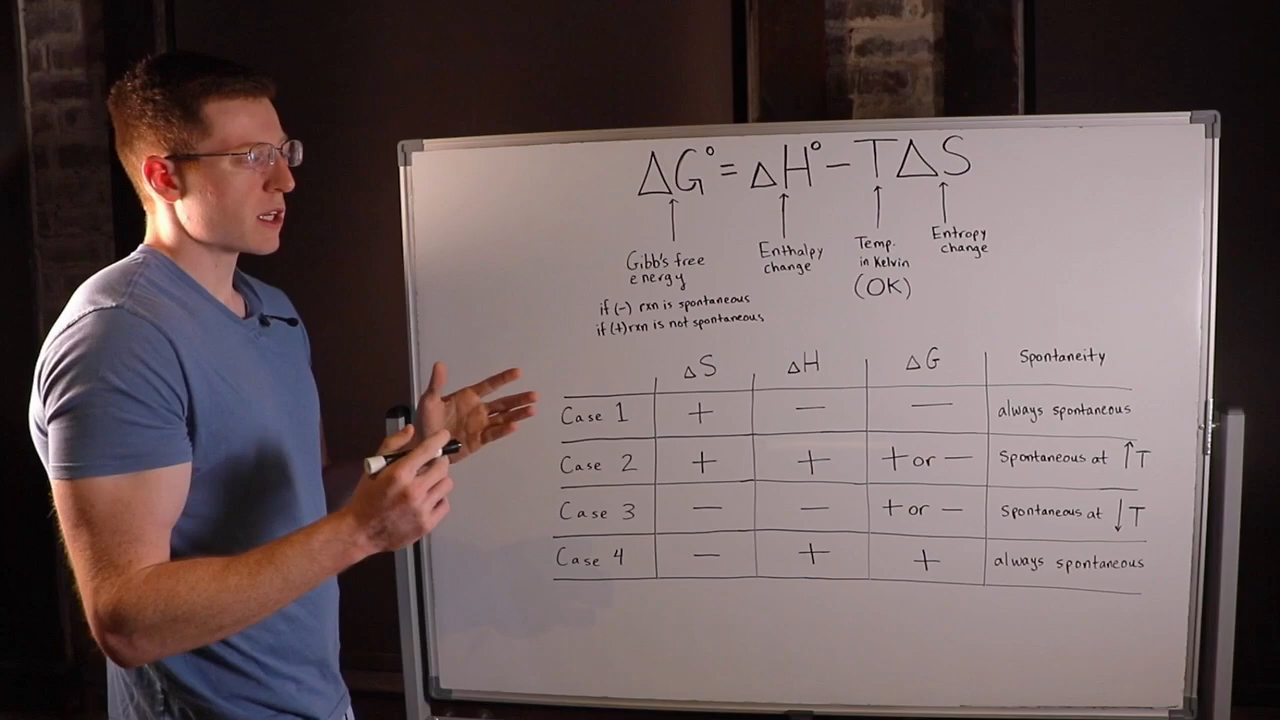 ΔG° = ΔH° − TΔS
Gibb's free
energy
if (−) rxn is spontaneous
if (+) rxn is not spontaneous
Enthalpy
change
Temp.
in Kelvin
(OK)
Entropy
change
ΔS ΔH ΔG Spontaneity
Case 1 + − − always spontaneous
Case 2 + + + or − Spontaneous at ↑T
Case 3 − − + or − Spontaneous at ↓T
Case 4 − + + always spontaneous